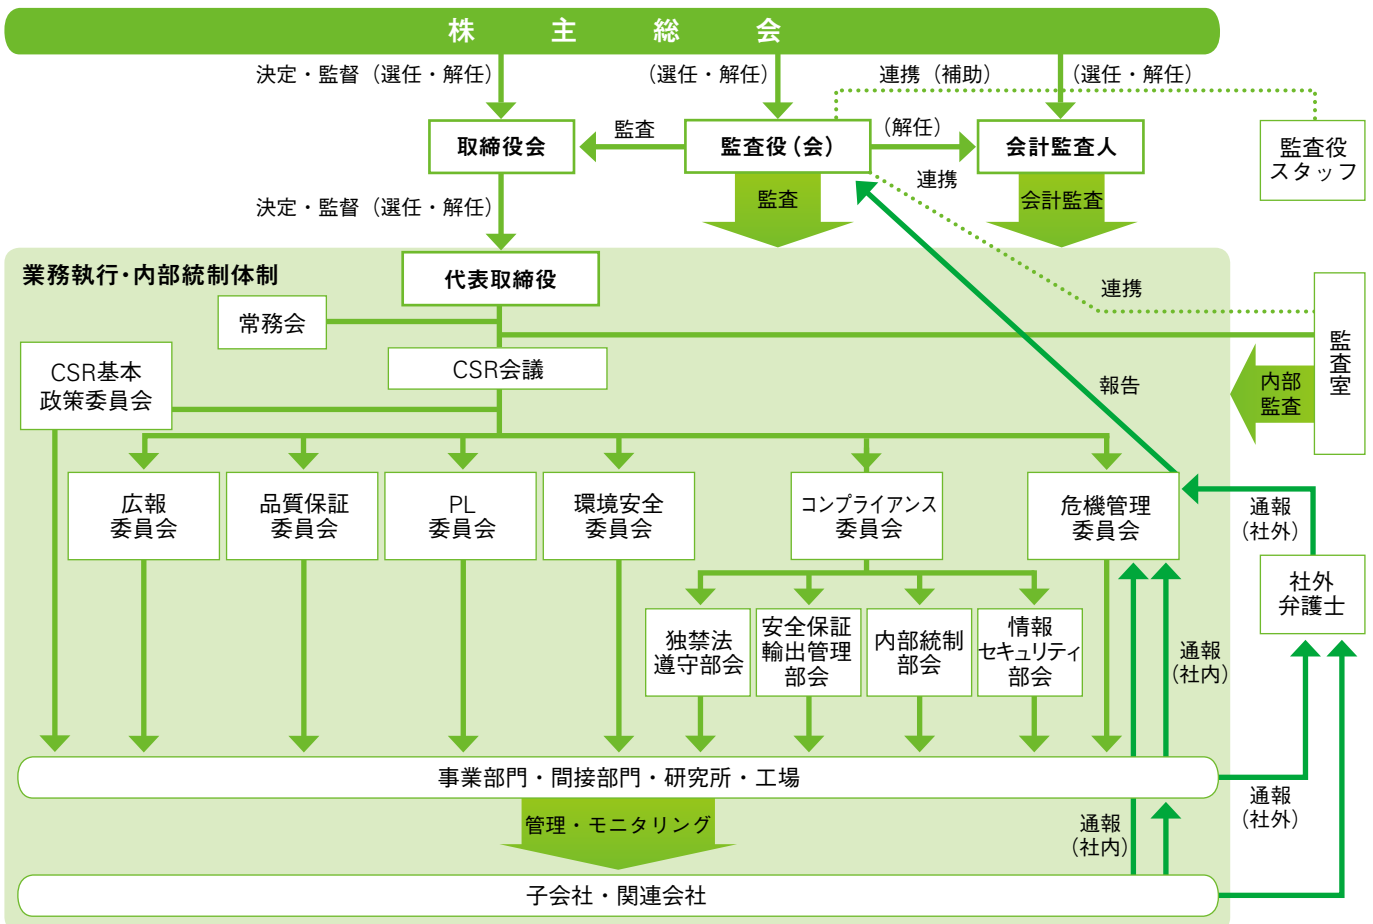 株主総会
決定・監督（選任・解任）
（選任・解任）
連携（補助）
（選任・解任）
取締役会
監査
監査役（会）
（解任）
会計監査人
監査役
スタッフ
連携
監査
会計監査
決定・監督（選任・解任）
業務執行・内部統制体制
代表取締役
連携
常務会
監査室
CSR会議
CSR基本
政策委員会
報告
内部
監査
広報
委員会
品質保証
委員会
PL
委員会
環境安全
委員会
コンプライアンス
委員会
危機管理
委員会
通報
（社外）
社外
弁護士
独禁法
遵守部会
安全保証
輸出管理
部会
内部統制
部会
情報
セキュリティ
部会
通報
（社内）
事業部門・間接部門・研究所・工場
通報
（社外）
管理・モニタリング
通報
（社内）
子会社・関連会社